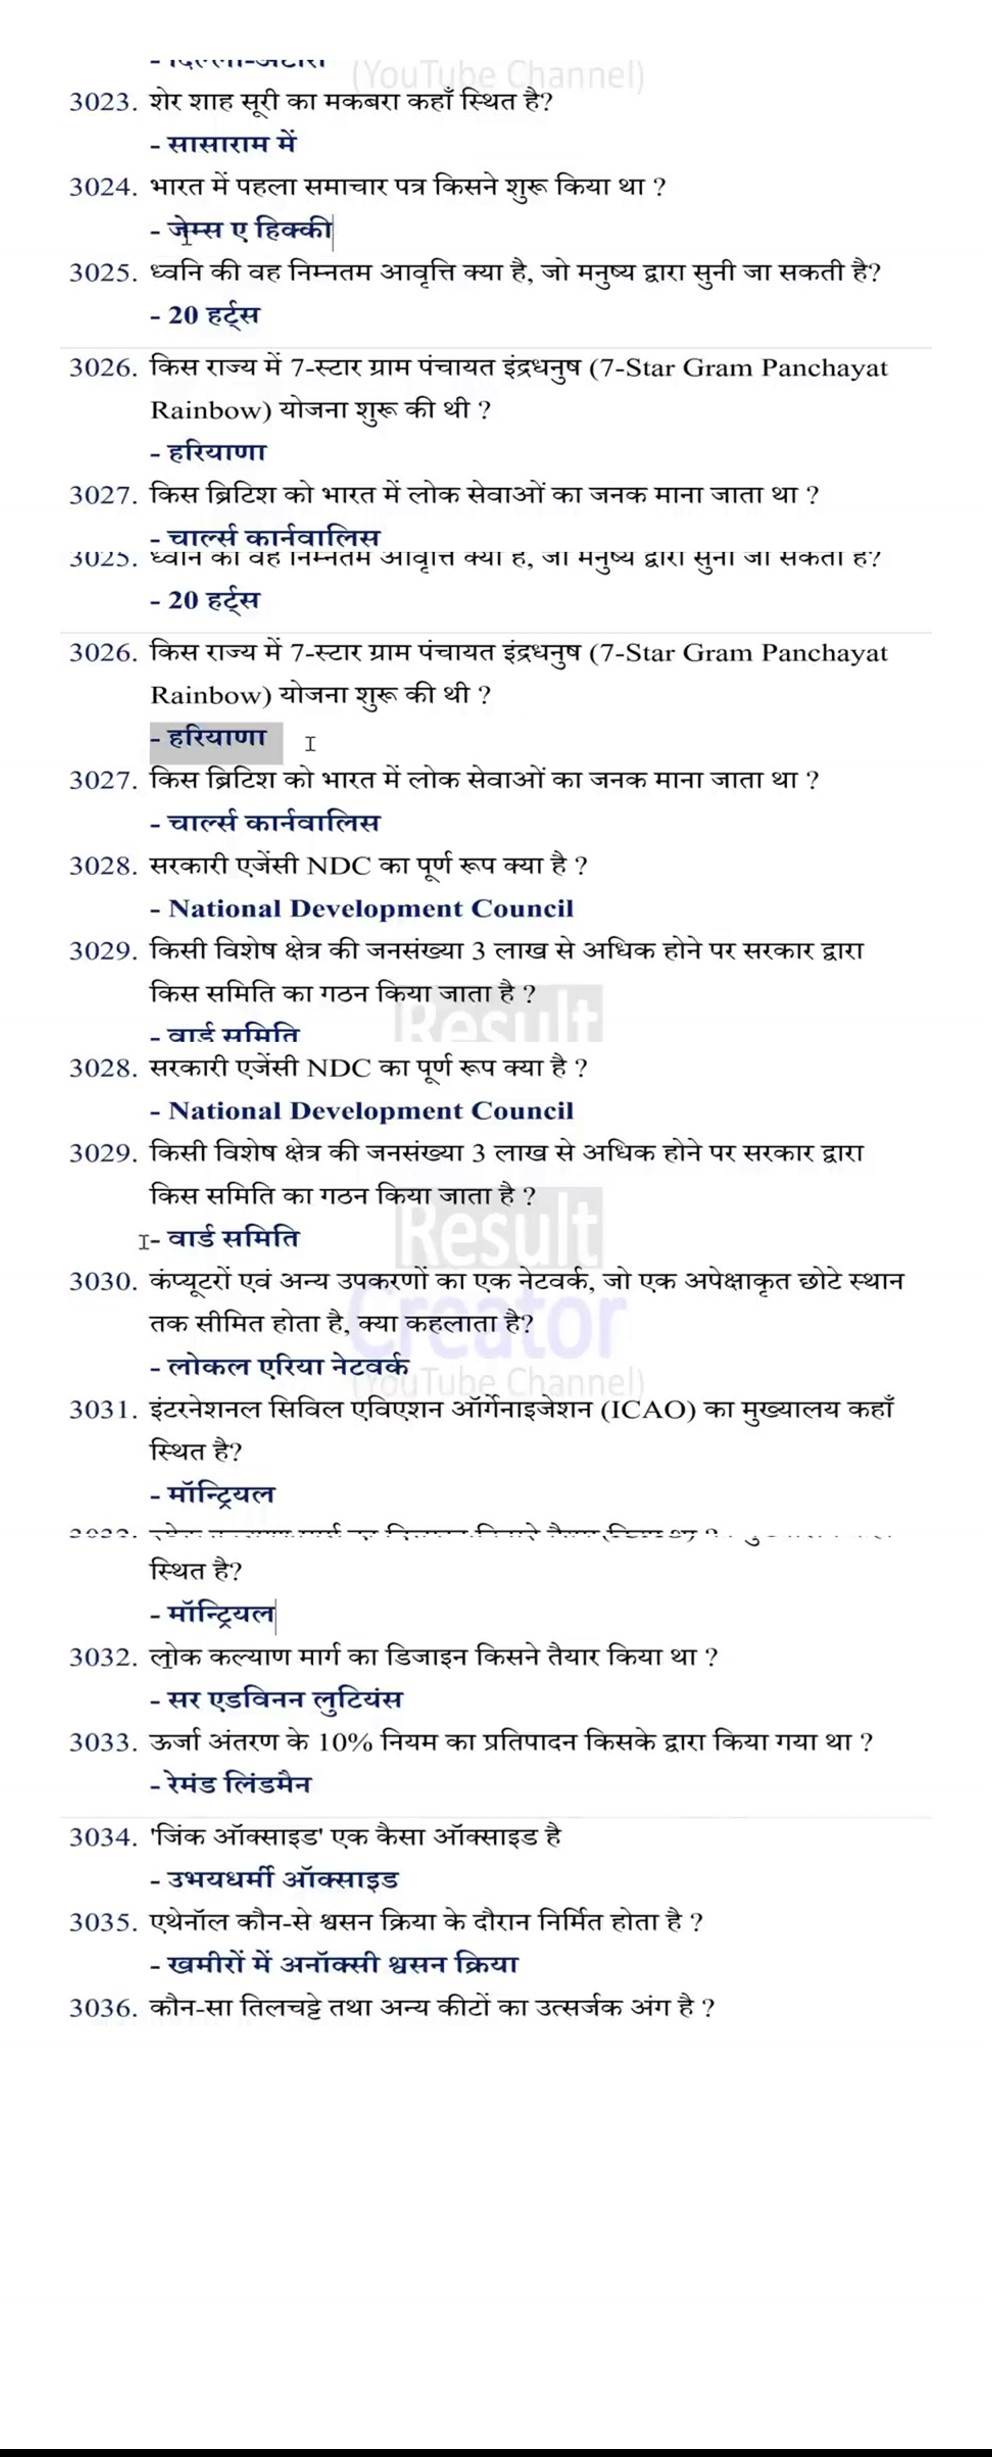 (YouTube Channel)
3023. शेर शाह सूरी का मकबरा कहाँ स्थित है?
- सासाराम में
3024. भारत में पहला समाचार पत्र किसने शुरू किया था ?
- जेम्स ए हिक्की
3025. ध्वनि की वह निम्नतम आवृत्ति क्या है, जो मनुष्य द्वारा सुनी जा सकती है?
- 20 हर्ट्स
3026. किस राज्य में 7-स्टार ग्राम पंचायत इंद्रधनुष (7-Star Gram Panchayat
Rainbow) योजना शुरू की थी ?
- हरियाणा
3027. किस ब्रिटिश को भारत में लोक सेवाओं का जनक माना जाता था ?
- चार्ल्स कार्नवालिस
3025. ध्वनि की वह निम्नतम आवृत्ति क्या है, जो मनुष्य द्वारा सुनी जा सकती है?
- 20 हर्ट्स
3026. किस राज्य में 7-स्टार ग्राम पंचायत इंद्रधनुष (7-Star Gram Panchayat
Rainbow) योजना शुरू की थी ?
- हरियाणा
3027. किस ब्रिटिश को भारत में लोक सेवाओं का जनक माना जाता था ?
- चार्ल्स कार्नवालिस
3028. सरकारी एजेंसी NDC का पूर्ण रूप क्या है ?
- National Development Council
3029. किसी विशेष क्षेत्र की जनसंख्या 3 लाख से अधिक होने पर सरकार द्वारा
किस समिति का गठन किया जाता है ?
Result
- वार्ड समिति
3028. सरकारी एजेंसी NDC का पूर्ण रूप क्या है ?
- National Development Council
3029. किसी विशेष क्षेत्र की जनसंख्या 3 लाख से अधिक होने पर सरकार द्वारा
किस समिति का गठन किया जाता है ?
Result
- वार्ड समिति
3030. कंप्यूटरों एवं अन्य उपकरणों का एक नेटवर्क, जो एक अपेक्षाकृत छोटे स्थान
Creator
तक सीमित होता है, क्या कहलाता है?
- लोकल एरिया नेटवर्क
(YouTube Channel)
3031. इंटरनेशनल सिविल एविएशन ऑर्गेनाइजेशन (ICAO) का मुख्यालय कहाँ
स्थित है?
- मॉन्ट्रियल
स्थित है?
- मॉन्ट्रियल
3032. लोक कल्याण मार्ग का डिजाइन किसने तैयार किया था ?
- सर एडविनन लुटियंस
3033. ऊर्जा अंतरण के 10% नियम का प्रतिपादन किसके द्वारा किया गया था ?
- रेमंड लिंडमैन
3034. 'जिंक ऑक्साइड' एक कैसा ऑक्साइड है
- उभयधर्मी ऑक्साइड
3035. एथेनॉल कौन-से श्वसन क्रिया के दौरान निर्मित होता है ?
- खमीरों में अनॉक्सी श्वसन क्रिया
3036. कौन-सा तिलचट्टे तथा अन्य कीटों का उत्सर्जक अंग है ?